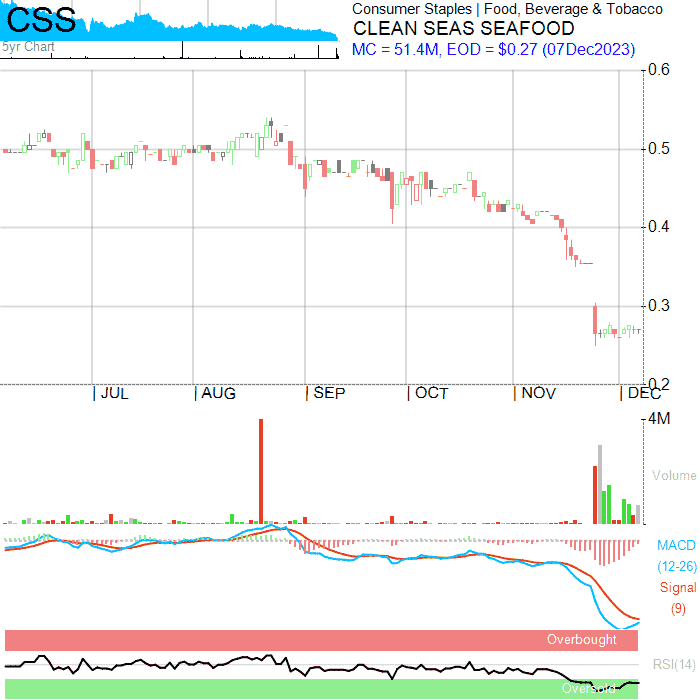 CSS
5yr Chart
Consumer Staples | Food, Beverage & Tobacco
CLEAN SEAS SEAFOOD
MC = 51.4M, EOD = $0.27 (07Dec2023)
0.6
0.5
0.4
0.3
0.2
JUL AUG SEP OCT NOV DEC
4M
Volume
MACD
(12-26)
Signal
(9)
Overbought
RSI(14)
Oversold